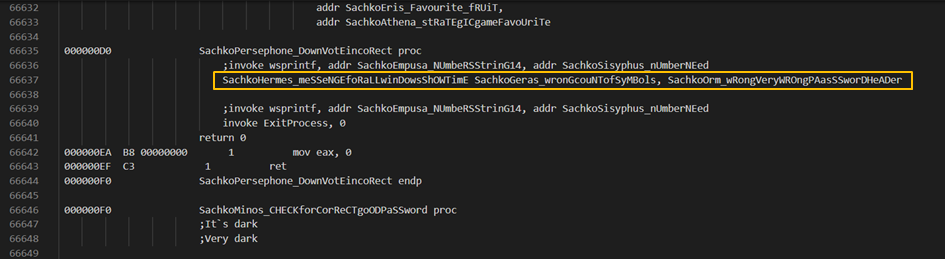 66632 addr SachkoEris_Favourite_fRUiT,
66633 addr SachkoAthena_stRaTEgICgameFavoUriTe
66634
66635 000000D0 SachkoPersephone_DownVotEincoRect proc
66636 ;invoke wsprintf, addr SachkoEmpusa_NUmbeRSStrinG14, addr SachkoSisyphus_nUmberNEed
66637 SachkoHermes_meSSeNGEfoRaLLwinDowsShOWTimE SachkoGeras_wronGcouNTofSyMBols, SachkoOrm_wRongVeryWROngPAasSSworDHeADer
66638
66639 ;invoke wsprintf, addr SachkoEmpusa_NUmbeRSStrinG14, addr SachkoSisyphus_nUmberNEed
66640 invoke ExitProcess, 0
66641 return 0
66642 000000EA B8 00000000 1 mov eax, 0
66643 000000EF C3 1 ret
66644 000000F0 SachkoPersephone_DownVotEincoRect endp
66645
66646 000000F0 SachkoMinos_CHECKforCorReCTgoODPaSSword proc
66647 ;It`s dark
66648 ;Very dark
66649